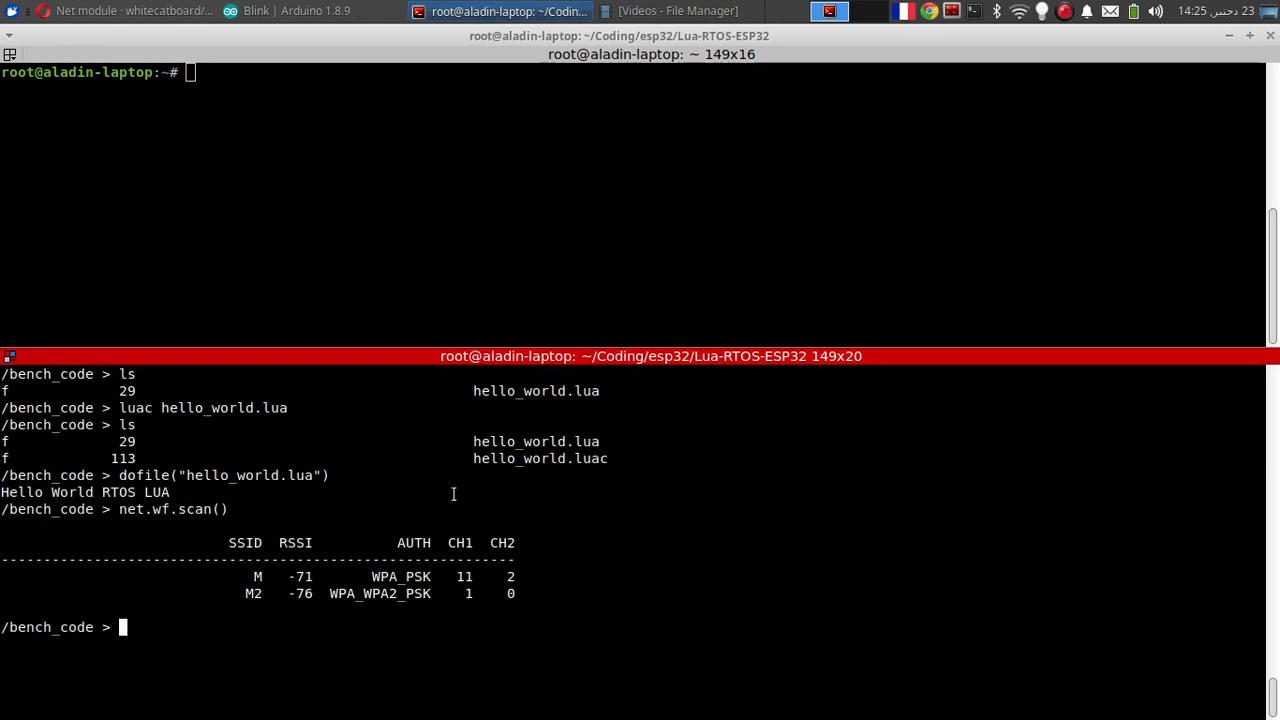 Net module · whitecatboard/...
Blink | Arduino 1.8.9
root@aladin-laptop: ~/Codin...
[Videos - File Manager]
23 دجنبر, 14:25
root@aladin-laptop: ~/Coding/esp32/Lua-RTOS-ESP32
root@aladin-laptop: ~ 149x16
root@aladin-laptop:~#
root@aladin-laptop: ~/Coding/esp32/Lua-RTOS-ESP32 149x20
/bench_code > ls
f 29 hello_world.lua
/bench_code > luac hello_world.lua
/bench_code > ls
f 29 hello_world.lua
f 113 hello_world.luac
/bench_code > dofile("hello_world.lua")
Hello World RTOS LUA
/bench_code > net.wf.scan()
SSID RSSI AUTH CH1 CH2
-------------------------------------------------------------
M -71 WPA_PSK 11 2
M2 -76 WPA_WPA2_PSK 1 0
/bench_code >